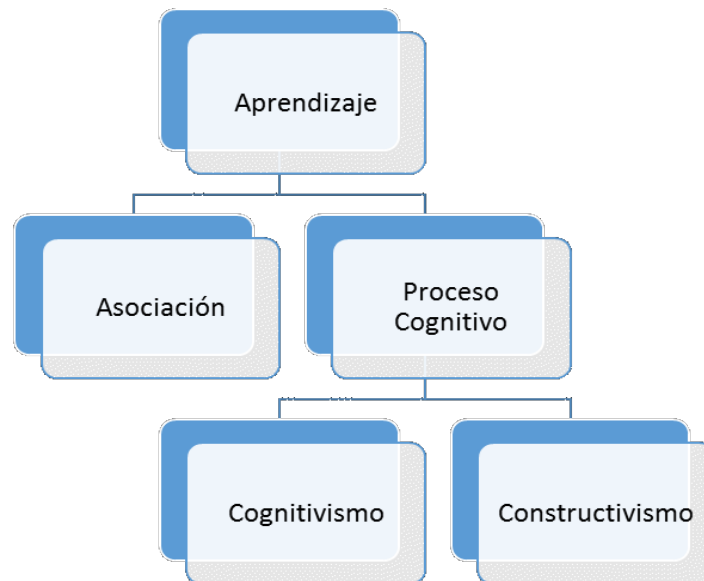 Aprendizaje
Asociación
Proceso
Cognitivo
Cognitivismo
Constructivismo